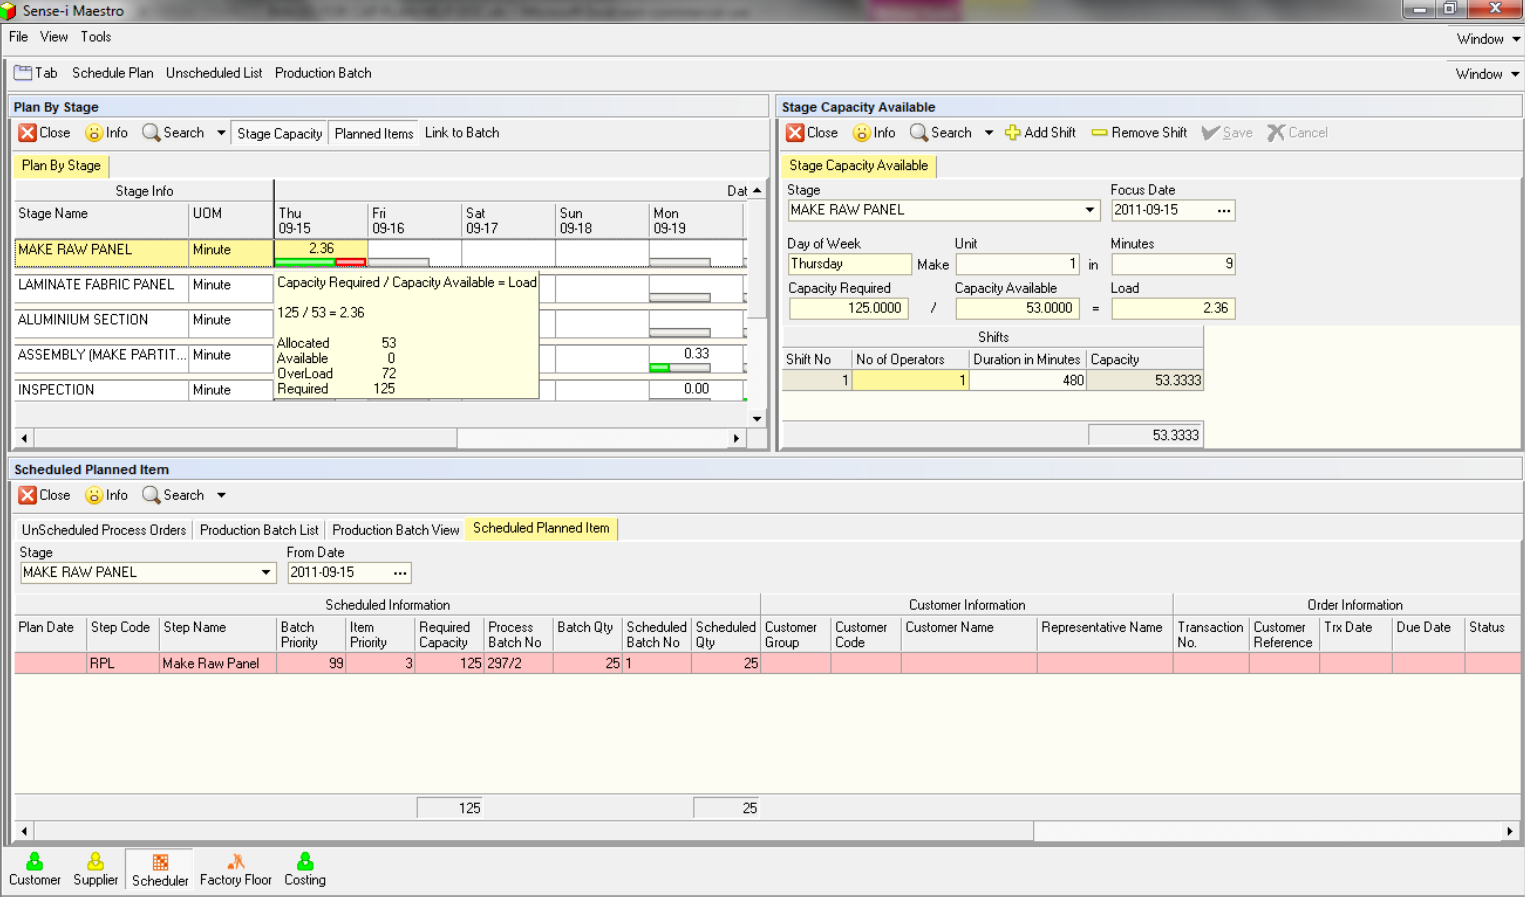 Sense-i Maestro
File View Tools
Window
Tab Schedule Plan Unscheduled List Production Batch
Window
Plan By Stage
Close Info Search Stage Capacity Planned Items Link to Batch
Plan By Stage
Stage Info Dat
Stage Name UOM Thu 09-15 Fri 09-16 Sat 09-17 Sun 09-18 Mon 09-19
MAKE RAW PANEL Minute 2.36
LAMINATE FABRIC PANEL Minute
ALUMINIUM SECTION Minute
ASSEMBLY (MAKE PARTIT... Minute 0.33
INSPECTION Minute 0.00
Capacity Required / Capacity Available = Load
125 / 53 = 2.36
Allocated 53
Available 0
OverLoad 72
Required 125
Stage Capacity Available
Close Info Search Add Shift Remove Shift Save Cancel
Stage Capacity Available
Stage Focus Date
MAKE RAW PANEL 2011-09-15 ...
Day of Week Unit Minutes
Thursday Make 1 in 9
Capacity Required Capacity Available Load
125.0000 / 53.0000 = 2.36
Shifts
Shift No No of Operators Duration in Minutes Capacity
1 1 480 53.3333
53.3333
Scheduled Planned Item
Close Info Search
UnScheduled Process Orders Production Batch List Production Batch View Scheduled Planned Item
Stage From Date
MAKE RAW PANEL 2011-09-15 ...
Scheduled Information Customer Information Order Information
Plan Date Step Code Step Name Batch Priority Item Priority Required Capacity Process Batch No Batch Qty Scheduled Batch No Scheduled Qty Customer Group Customer Code Customer Name Representative Name Transaction No. Customer Reference Trx Date Due Date Status
RPL Make Raw Panel 99 3 125 297/2 25 1 25
125 25
Customer Supplier Scheduler Factory Floor Costing